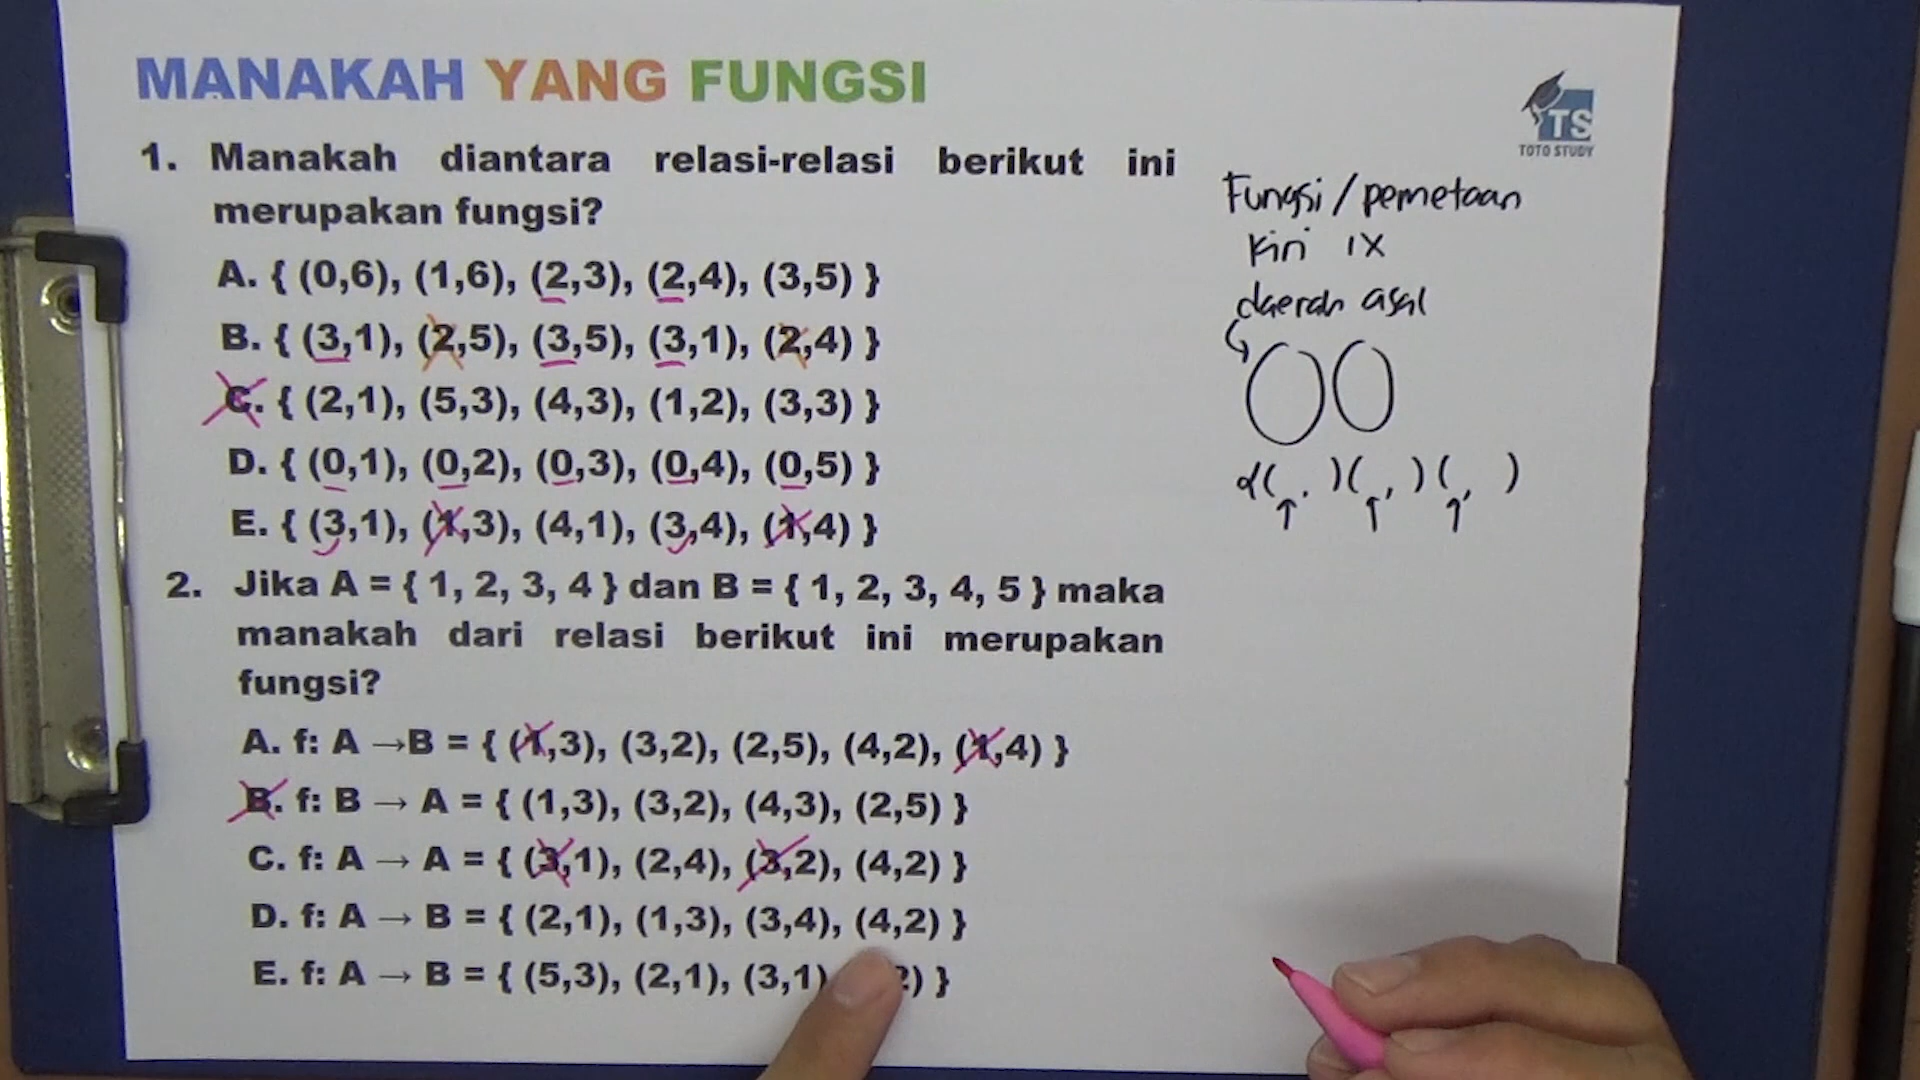 MANAKAH YANG FUNGSI
TS
TOTO STUDY
1. Manakah diantara relasi-relasi berikut ini
merupakan fungsi?
A. { (0,6), (1,6), (2,3), (2,4), (3,5) }
B. { (3,1), (2,5), (3,5), (3,1), (2,4) }
C. { (2,1), (5,3), (4,3), (1,2), (3,3) }
D. { (0,1), (0,2), (0,3), (0,4), (0,5) }
E. { (3,1), (1,3), (4,1), (3,4), (1,4) }
2. Jika A = { 1, 2, 3, 4 } dan B = { 1, 2, 3, 4, 5 } maka
manakah dari relasi berikut ini merupakan
fungsi?
A. f: A →B = { (1,3), (3,2), (2,5), (4,2), (1,4) }
B. f: B → A = { (1,3), (3,2), (4,3), (2,5) }
C. f: A → A = { (3,1), (2,4), (3,2), (4,2) }
D. f: A → B = { (2,1), (1,3), (3,4), (4,2) }
E. f: A → B = { (5,3), (2,1), (3,1) 2) }
Fungsi / pemetaan
kiri 1X
daerah asal
{( , )( , )( , )